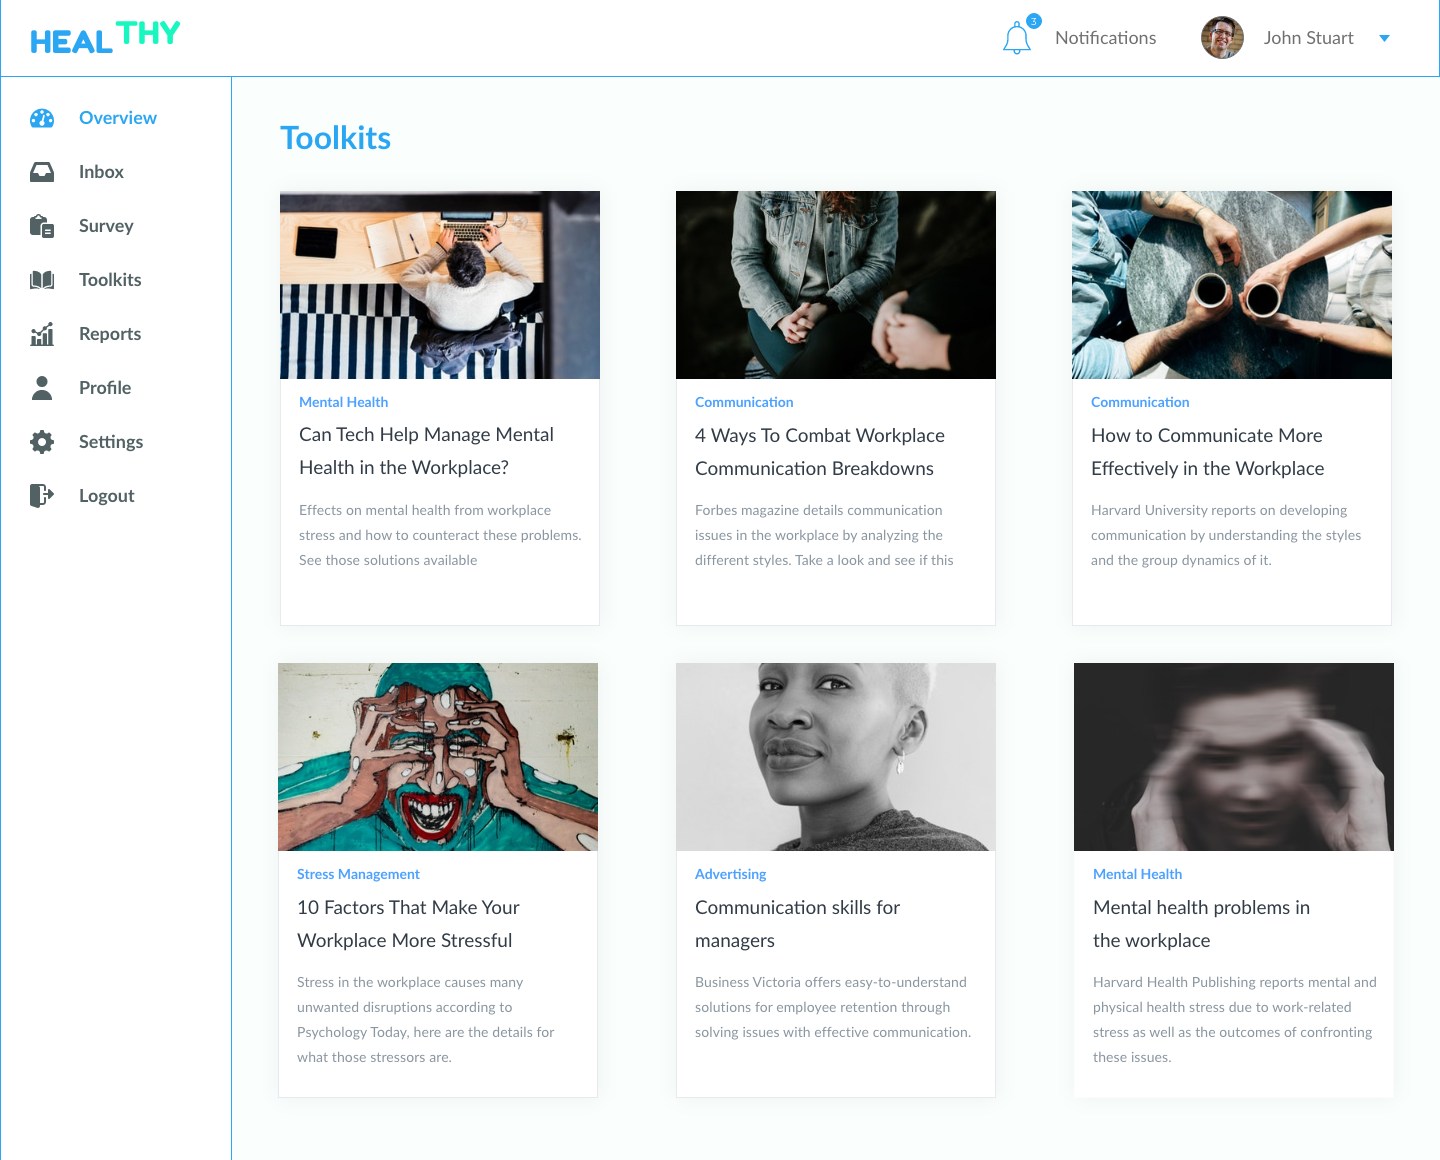 HEALTHY
3
Notifications
John Stuart
Overview
Inbox
Survey
Toolkits
Reports
Profile
Settings
Logout
Toolkits
Mental Health
Can Tech Help Manage Mental
Health in the Workplace?
Effects on mental health from workplace
stress and how to counteract these problems.
See those solutions available
Communication
4 Ways To Combat Workplace
Communication Breakdowns
Forbes magazine details communication
issues in the workplace by analyzing the
different styles. Take a look and see if this
Communication
How to Communicate More
Effectively in the Workplace
Harvard University reports on developing
communication by understanding the styles
and the group dynamics of it.
Stress Management
10 Factors That Make Your
Workplace More Stressful
Stress in the workplace causes many
unwanted disruptions according to
Psychology Today, here are the details for
what those stressors are.
Advertising
Communication skills for
managers
Business Victoria offers easy-to-understand
solutions for employee retention through
solving issues with effective communication.
Mental Health
Mental health problems in
the workplace
Harvard Health Publishing reports mental and
physical health stress due to work-related
stress as well as the outcomes of confronting
these issues.